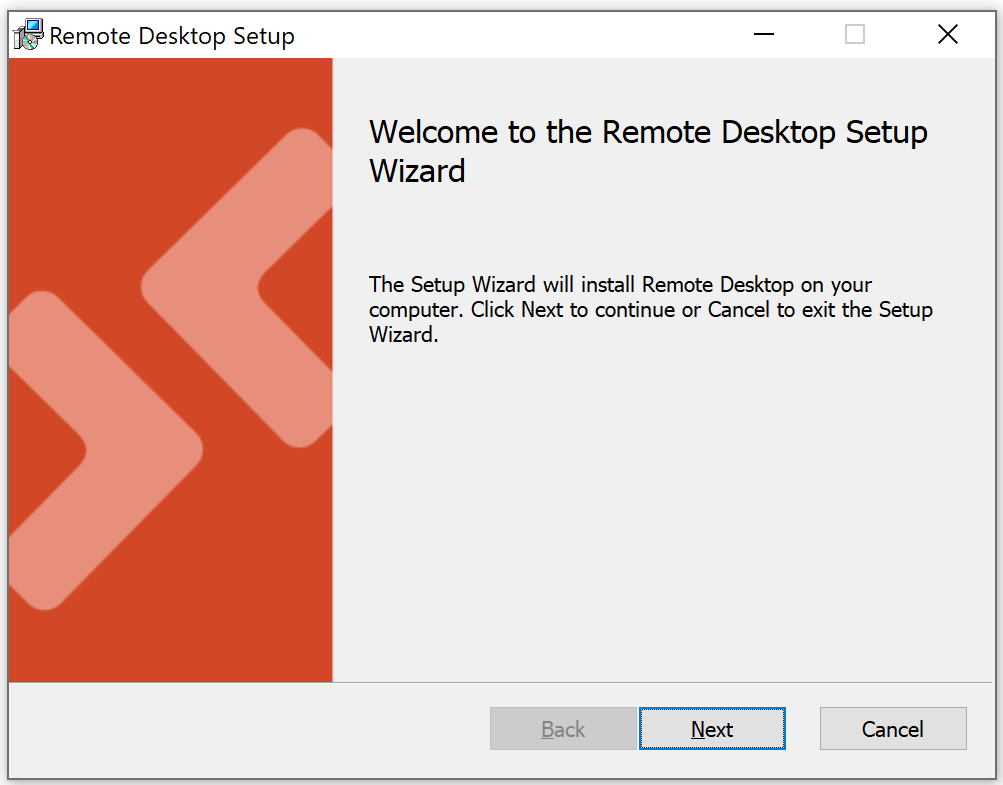 Remote Desktop Setup
Welcome to the Remote Desktop Setup
Wizard
The Setup Wizard will install Remote Desktop on your
computer. Click Next to continue or Cancel to exit the Setup
Wizard.
Back
Next
Cancel